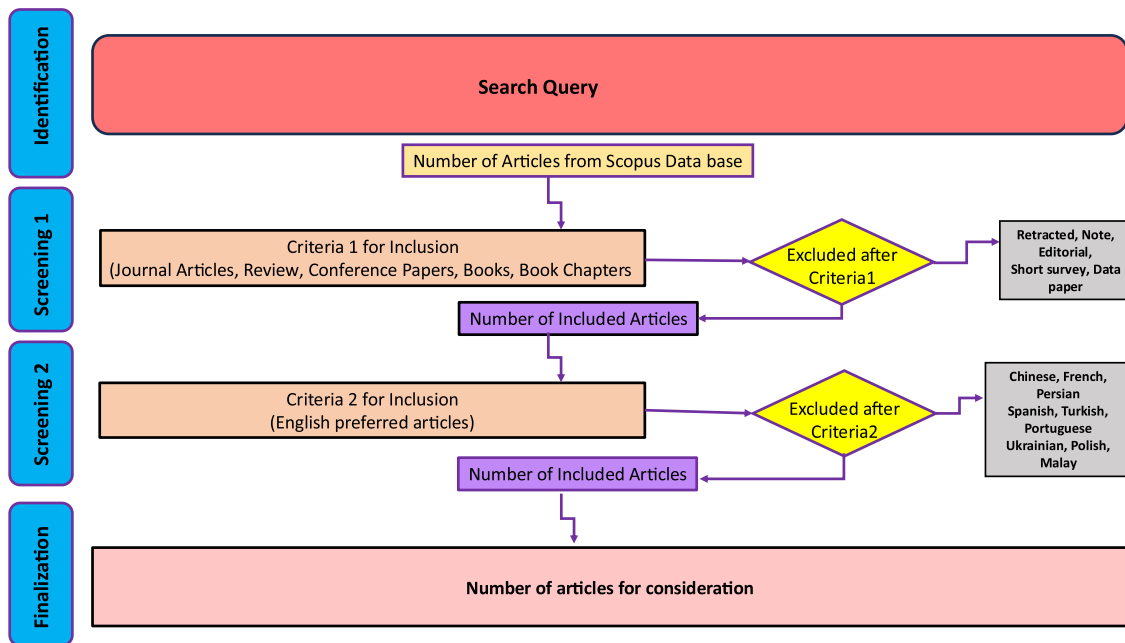 Identification
Search Query
Number of Articles from Scopus Data base
Screening 1
Criteria 1 for Inclusion
(Journal Articles, Review, Conference Papers, Books, Book Chapters
Excluded after
Criteria1
Retracted, Note,
Editorial,
Short survey, Data
paper
Number of Included Articles
Screening 2
Criteria 2 for Inclusion
(English preferred articles)
Excluded after
Criteria2
Chinese, French,
Persian
Spanish, Turkish,
Portuguese
Ukrainian, Polish,
Malay
Number of Included Articles
Finalization
Number of articles for consideration